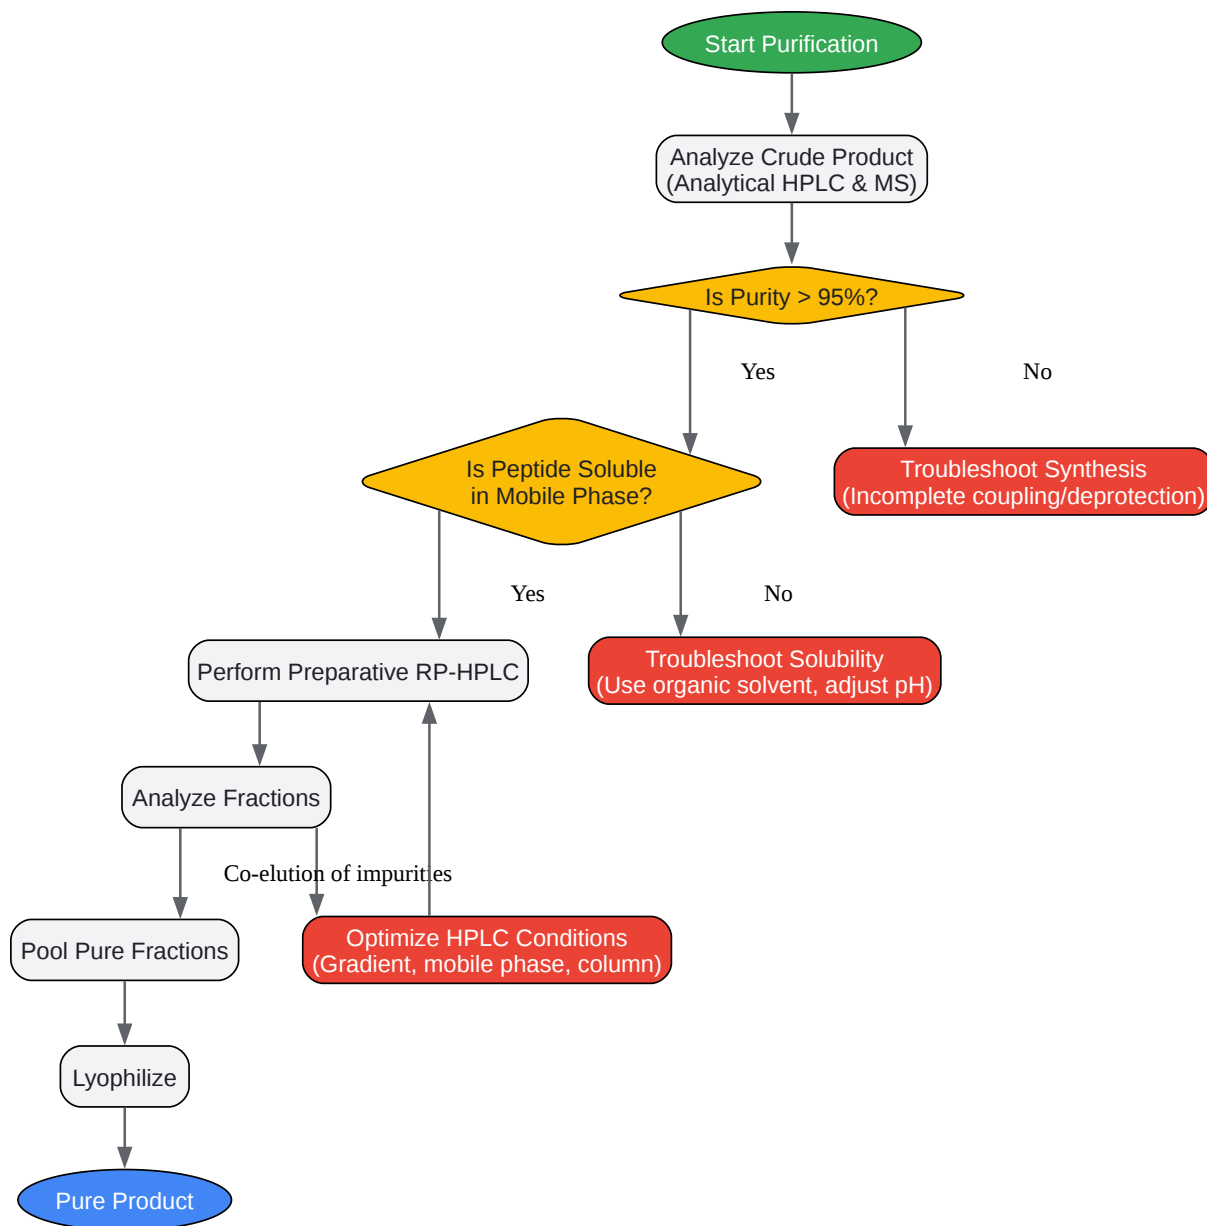 Start Purification
Analyze Crude Product
(Analytical HPLC & MS)
Is Purity > 95%?
Yes
No
Is Peptide Soluble
in Mobile Phase?
Troubleshoot Synthesis
(Incomplete coupling/deprotection)
Yes
No
Perform Preparative RP-HPLC
Troubleshoot Solubility
(Use organic solvent, adjust pH)
Analyze Fractions
Co-elution of impurities
Pool Pure Fractions
Optimize HPLC Conditions
(Gradient, mobile phase, column)
Lyophilize
Pure Product